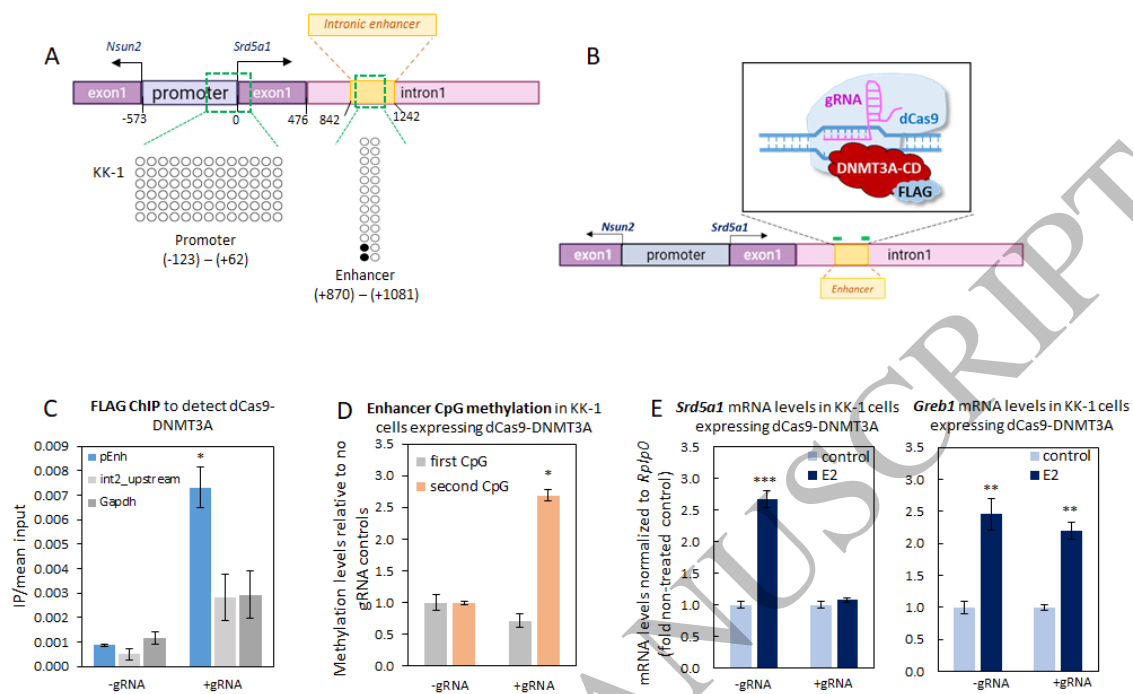 A
Intronic enhancer
Nsun2
Srd5a1
exon1
promoter
exon1
intron1
-573
0
476
842
1242
KK-1
Promoter
(-123) – (+62)
Enhancer
(+870) – (+1081)
B
gRNA
dCas9
DNMT3A-CD
FLAG
Nsun2
Srd5a1
exon1
promoter
exon1
intron1
Enhancer
C
FLAG ChIP to detect dCas9-
DNMT3A
IP/mean input
0.009
0.008
0.007
0.006
0.005
0.004
0.003
0.002
0.001
0.000
pEnh
int2_upstream
Gapdh
*
-gRNA
+gRNA
D
Enhancer CpG methylation in KK-1
cells expressing dCas9-DNMT3A
Methylation levels relative to no
gRNA controls
3.0
2.5
2.0
1.5
1.0
0.5
0.0
first CpG
second CpG
*
-gRNA
+gRNA
E
Srd5a1 mRNA levels in KK-1 cells
expressing dCas9-DNMT3A
mRNA levels normalized to Rplp0
(fold non-treated control)
3.0
2.5
2.0
1.5
1.0
0.5
0.0
control
E2
***
-gRNA
+gRNA
Greb1 mRNA levels in KK-1 cells
expressing dCas9-DNMT3A
3.0
2.5
2.0
1.5
1.0
0.5
0.0
control
E2
**
**
-gRNA
+gRNA
ANUSCRIPT